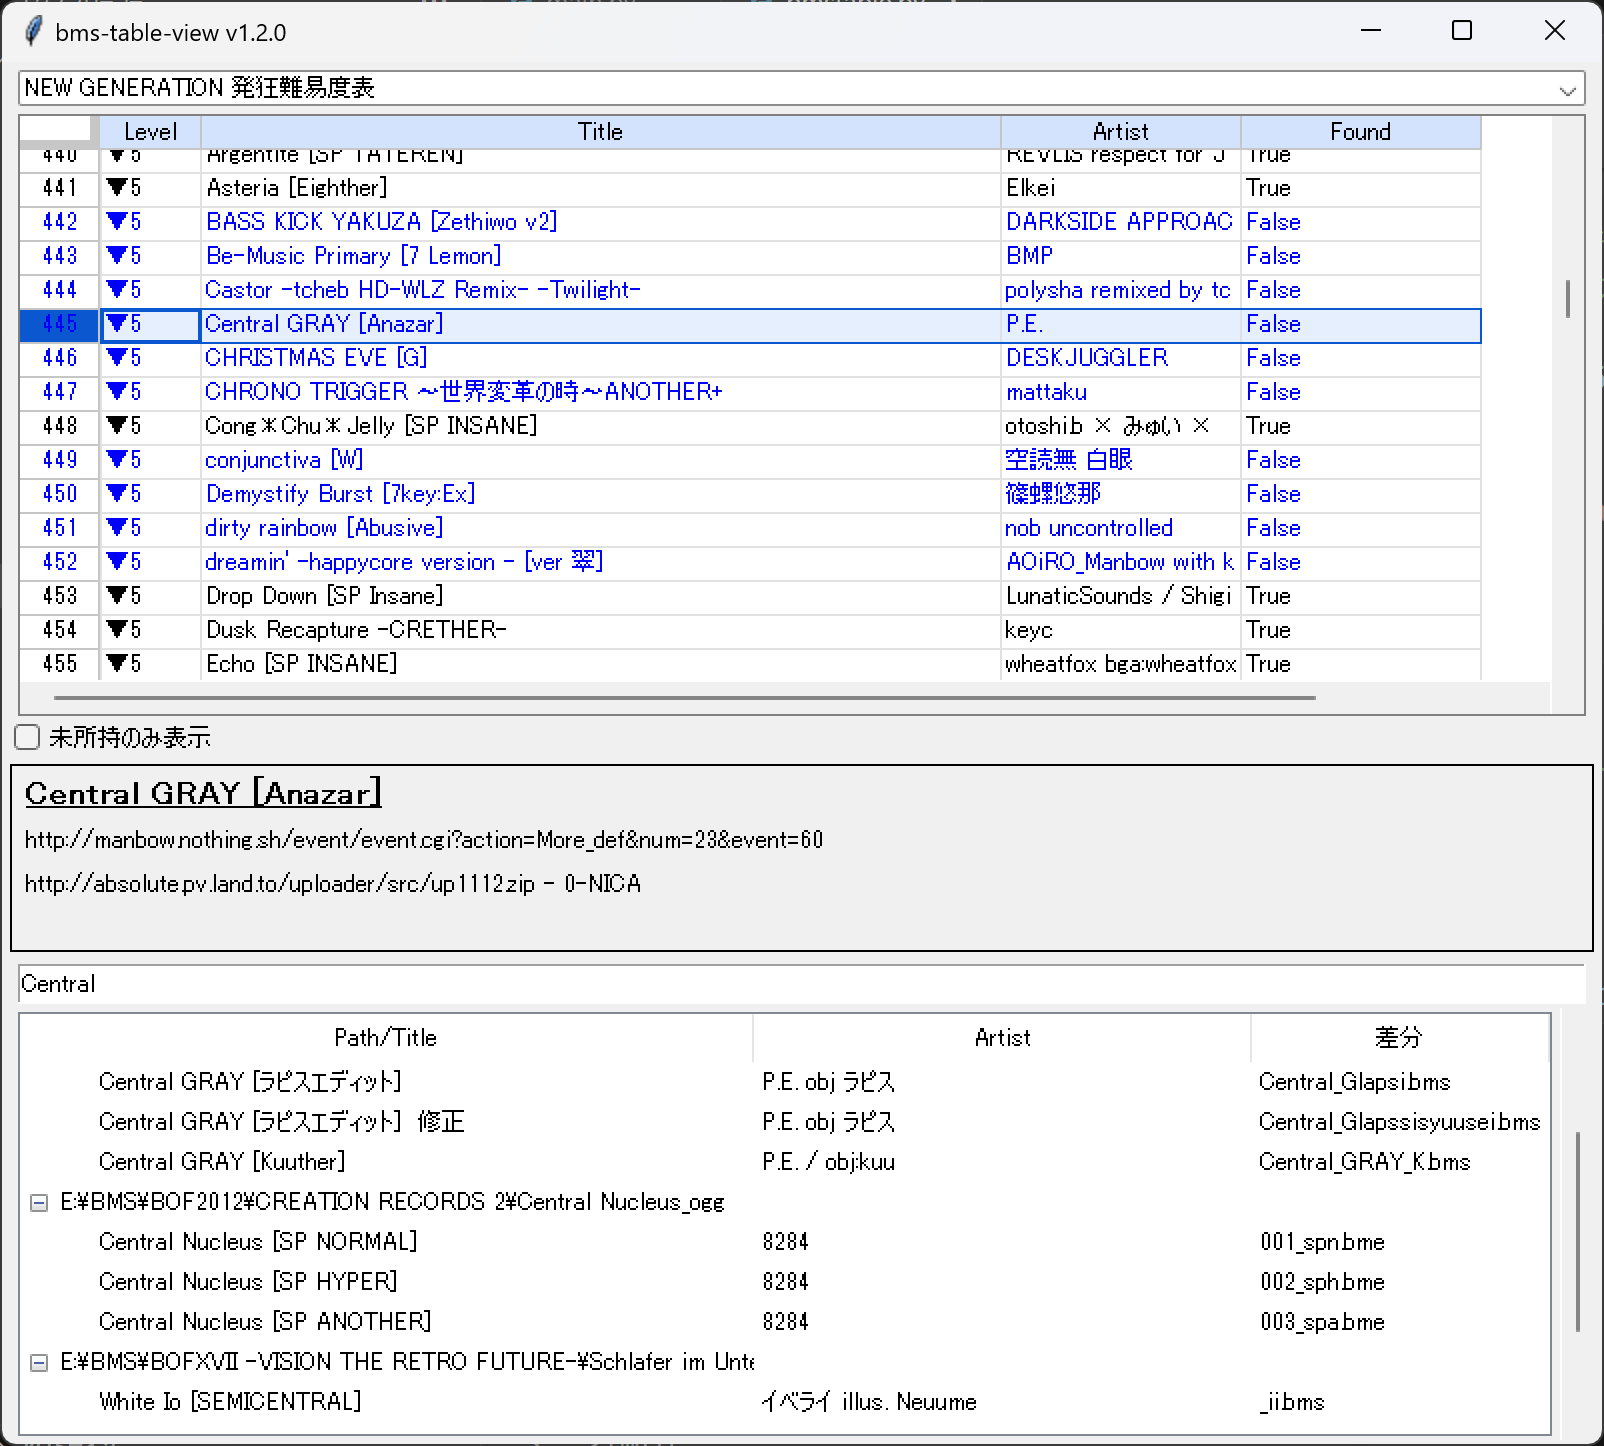 bms-table-view v1.2.0
NEW GENERATION 発狂難易度表
Level Title Artist Found
440 ▼5 Argentite [SP TATEREN] REVLIS respect for J True
441 ▼5 Asteria [Eighther] Elkei True
442 ▼5 BASS KICK YAKUZA [Zethiwo v2] DARKSIDE APPROAC False
443 ▼5 Be-Music Primary [7 Lemon] BMP False
444 ▼5 Castor -tcheb HD-WLZ Remix- -Twilight- polysha remixed by tc False
445 ▼5 Central GRAY [Anazar] P.E. False
446 ▼5 CHRISTMAS EVE [G] DESKJUGGLER False
447 ▼5 CHRONO TRIGGER ～世界変革の時～ANOTHER+ mattaku False
448 ▼5 Cong＊Chu＊Jelly [SP INSANE] otoshi.b × みゅい × True
449 ▼5 conjunctiva [W] 空読無 白眼 False
450 ▼5 Demystify Burst [7key:Ex] 篠螺悠那 False
451 ▼5 dirty rainbow [Abusive] nob uncontrolled False
452 ▼5 dreamin' -happycore version - [ver 翠] AOiRO_Manbow with k False
453 ▼5 Drop Down [SP Insane] LunaticSounds / Shigi True
454 ▼5 Dusk Recapture -CRETHER- keyc True
455 ▼5 Echo [SP INSANE] wheatfox bga:wheatfox True
未所持のみ表示
Central GRAY [Anazar]
http://manbow.nothing.sh/event/event.cgi?action=More_def&num=23&event=60
http://absolute.pv.land.to/uploader/src/up1112.zip - 0-NICA
Central
Path/Title Artist 差分
Central GRAY [ラピスエディット] P.E. obj ラピス Central_Glapsi.bms
Central GRAY [ラピスエディット] 修正 P.E. obj ラピス Central_Glapssisyuusei.bms
Central GRAY [Kuuther] P.E. / obj:kuu Central_GRAY_K.bms
E:¥BMS¥BOF2012¥CREATION RECORDS 2¥Central Nucleus_ogg
Central Nucleus [SP NORMAL] 8284 001_spn.bme
Central Nucleus [SP HYPER] 8284 002_sph.bme
Central Nucleus [SP ANOTHER] 8284 003_spa.bme
E:¥BMS¥BOFXVII -VISION THE RETRO FUTURE-¥Schlafer im Unte
White Io [SEMICENTRAL] イベライ illus. Neuume _ii.bms